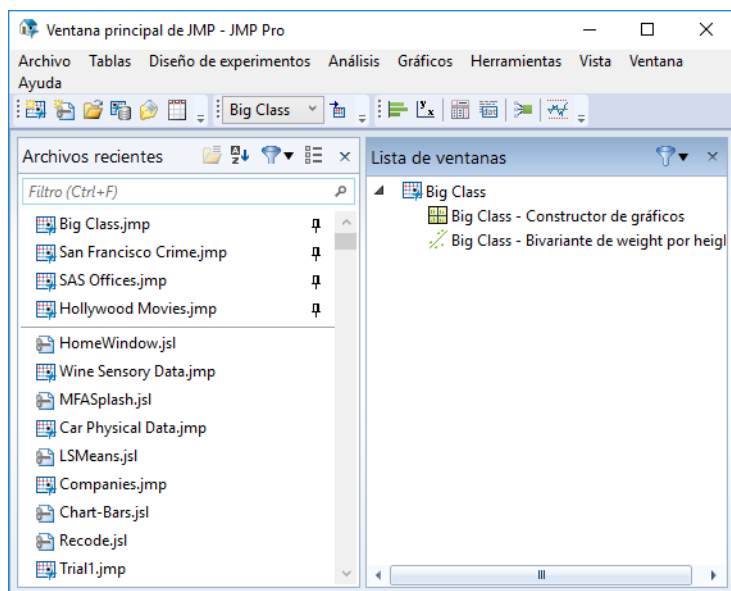 Ventana principal de JMP - JMP Pro
Archivo Tablas Diseño de experimentos Análisis Gráficos Herramientas Vista Ventana
Ayuda
Big Class
Archivos recientes
Filtro (Ctrl+F)
Big Class.jmp
San Francisco Crime.jmp
SAS Offices.jmp
Hollywood Movies.jmp
HomeWindow.jsl
Wine Sensory Data.jmp
MFASplash.jsl
Car Physical Data.jmp
LSMeans.jsl
Companies.jmp
Chart-Bars.jsl
Recode.jsl
Trial1.jmp
Lista de ventanas
Big Class
Big Class - Constructor de gráficos
Big Class - Bivariante de weight por heigl